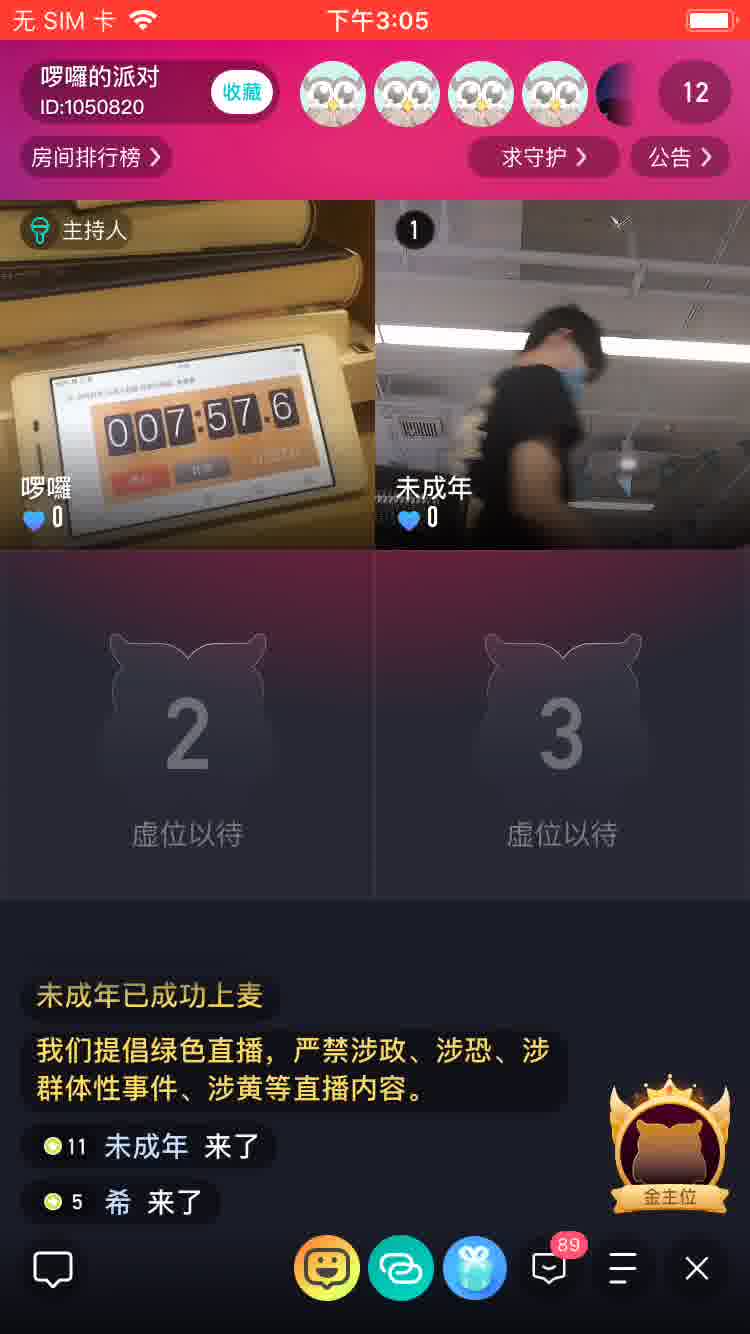 无 SIM 卡
下午3:05
啰囉的派对
ID:1050820
收藏
12
房间排行榜
求守护
公告
主持人
1
007:57.6
啰囉
0
未成年
0
2
虚位以待
3
虚位以待
未成年已成功上麦
我们提倡绿色直播，严禁涉政、涉恐、涉
群体性事件、涉黄等直播内容。
11 未成年 来了
5 希 来了
金主位
89